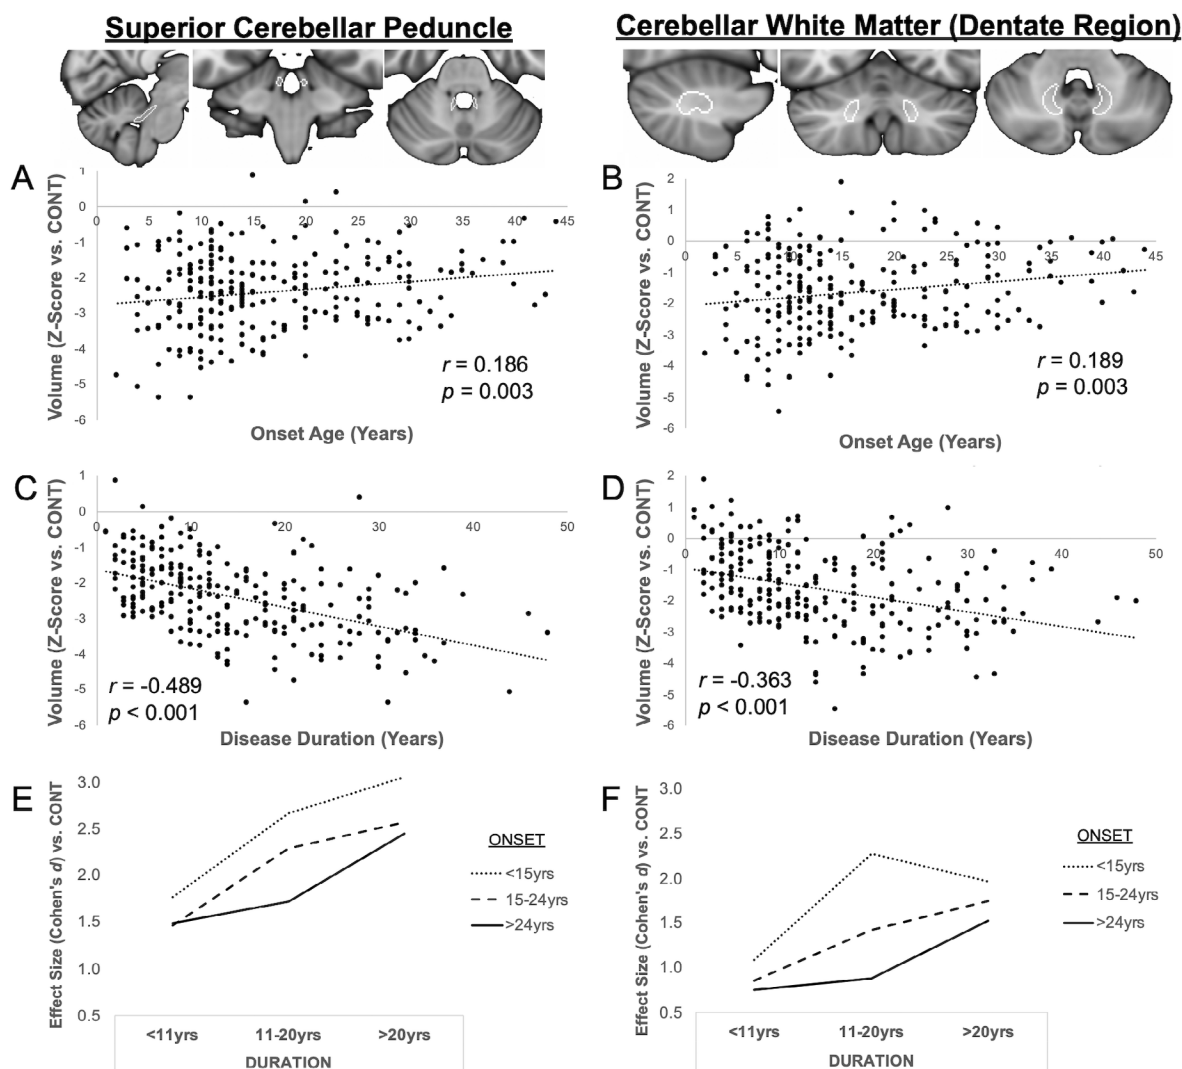 Superior Cerebellar Peduncle
Cerebellar White Matter (Dentate Region)
A
Volume (Z-Score vs. CONT)
1
0
-1
-2
-3
-4
-5
-6
0 5 10 15 20 25 30 35 40 45
r = 0.186
p = 0.003
Onset Age (Years)
B
Volume (Z-Score vs. CONT)
2
1
0
-1
-2
-3
-4
-5
-6
0 5 10 15 20 25 30 35 40 45
r = 0.189
p = 0.003
Onset Age (Years)
C
Volume (Z-Score vs. CONT)
1
0
-1
-2
-3
-4
-5
-6
0 10 20 30 40 50
r = -0.489
p < 0.001
Disease Duration (Years)
D
Volume (Z-Score vs. CONT)
2
1
0
-1
-2
-3
-4
-5
-6
0 10 20 30 40 50
r = -0.363
p < 0.001
Disease Duration (Years)
E
Effect Size (Cohen's d) vs. CONT
3.0
2.5
2.0
1.5
1.0
0.5
ONSET
<15yrs
15-24yrs
>24yrs
<11yrs 11-20yrs >20yrs
DURATION
F
Effect Size (Cohen's d) vs. CONT
3.0
2.5
2.0
1.5
1.0
0.5
ONSET
<15yrs
15-24yrs
>24yrs
<11yrs 11-20yrs >20yrs
DURATION